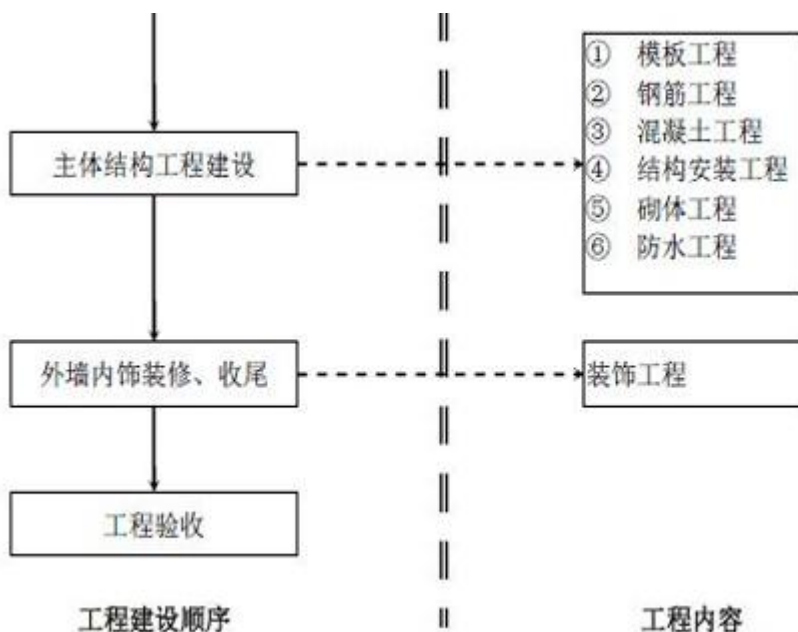 ① 模板工程
② 钢筋工程
③ 混凝土工程
主体结构工程建设
④ 结构安装工程
⑤ 砌体工程
⑥ 防水工程
外墙内饰装修、收尾
装饰工程
工程验收
工程建设顺序
工程内容